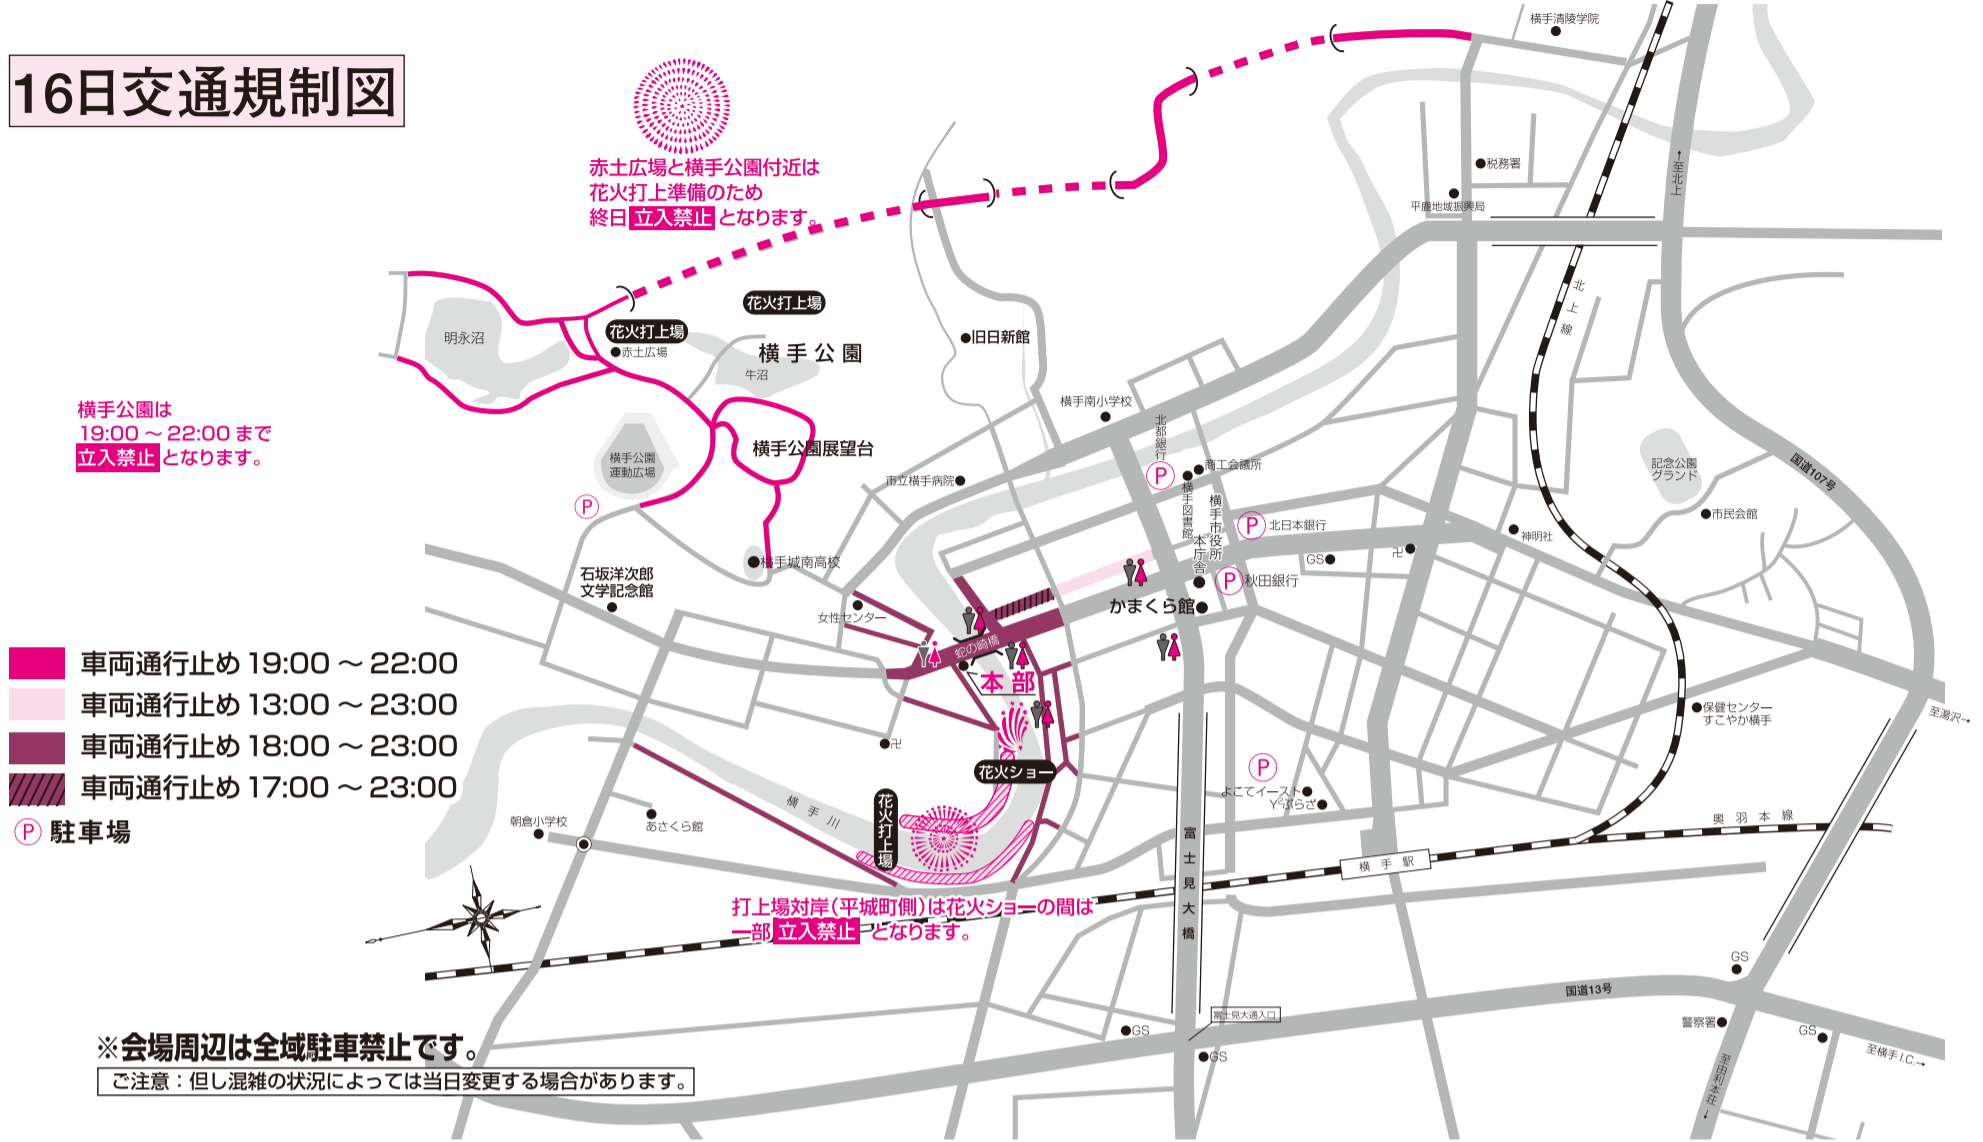 16日交通規制図
赤土広場と横手公園付近は
花火打上準備のため
終日 立入禁止 となります。
横手清陵学院
税務署
平鹿地域振興局
←至北上
北上線
花火打上場
花火打上場
赤土広場
明永沼
横手公園
牛沼
旧日新館
横手公園は
19:00 〜 22:00 まで
立入禁止 となります。
横手公園
運動広場
横手公園展望台
P
横手南小学校
市立横手病院
北都銀行
P
商工会議所
横手図書館
横手市役所
本庁舎
P
北日本銀行
GS
卍
神明社
記念公園
グランド
国道107号
市民会館
横手城南高校
石坂洋次郎
文学記念館
女性センター
P
秋田銀行
かまくら館
蛇の崎橋
本部
車両通行止め 19:00 〜 22:00
車両通行止め 13:00 〜 23:00
車両通行止め 18:00 〜 23:00
車両通行止め 17:00 〜 23:00
P 駐車場
卍
花火ショー
花火打上場
横手川
朝倉小学校
あさくら館
保健センター
すこやか横手
至湯沢→
P
よこてイースト
Y²ぷらざ
富士見大橋
横手駅
奥羽本線
打上場対岸(平城町側)は花火ショーの間は
一部 立入禁止 となります。
富士見大通入口
GS
GS
国道13号
GS
警察署
GS
至横手 I.C.→
至由利本荘→
※会場周辺は全域駐車禁止です。
ご注意：但し混雑の状況によっては当日変更する場合があります。